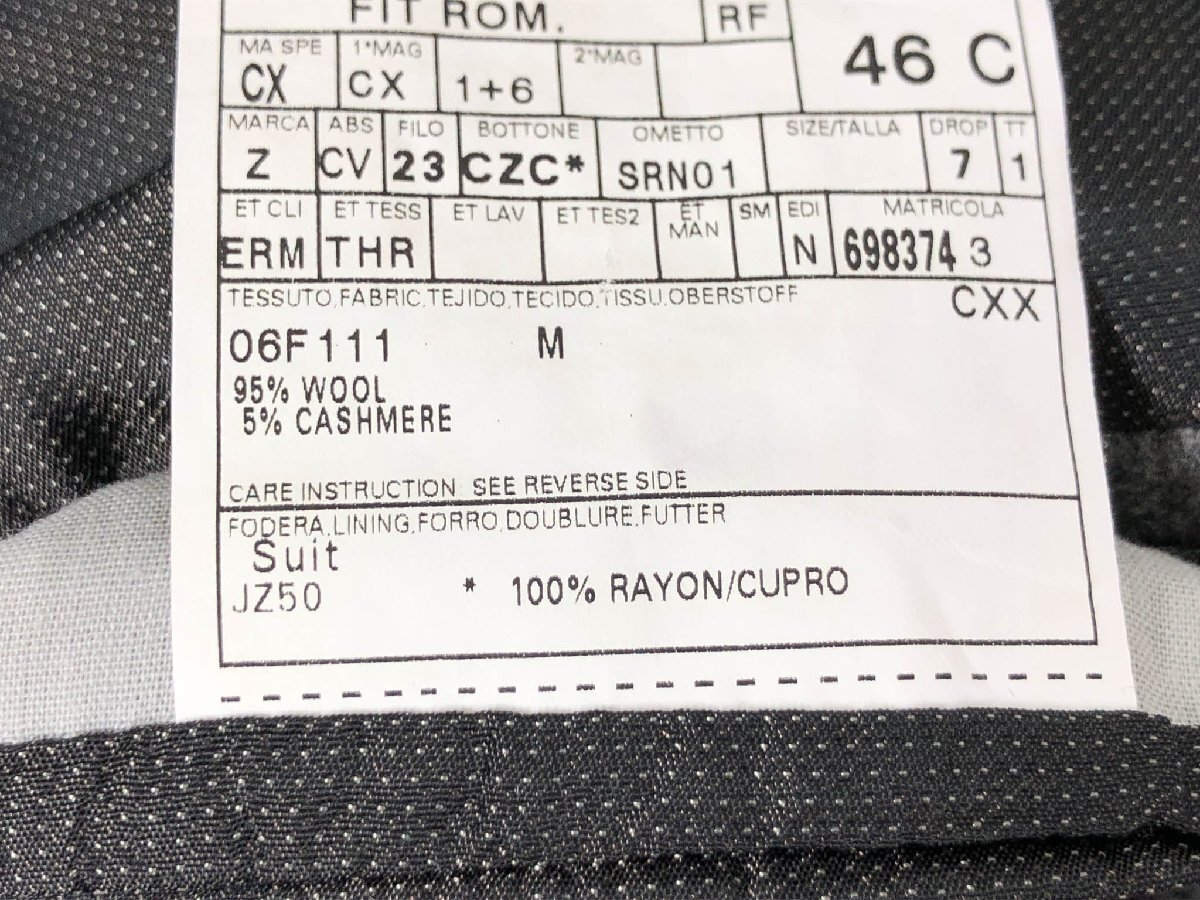 FIT ROM. RF
46 C
MA SPE 1°MAG 2°MAG
CX CX 1+6
MARCA ABS FILO BOTTONE OMETTO SIZE/TALLA DROP TT
Z CV 23 CZC* SRN01 7 1
ET CLI ET TESS ET LAV ET TES2 ET MAN SM EDI MATRICOLA
ERM THR N 698374 3
TESSUTO,FABRIC,TEJIDO,TECIDO,TISSU,OBERSTOFF CXX
06F111 M
95% WOOL
5% CASHMERE
CARE INSTRUCTION SEE REVERSE SIDE
FODERA,LINING,FORRO,DOUBLURE,FUTTER
Suit
JZ50 * 100% RAYON/CUPRO